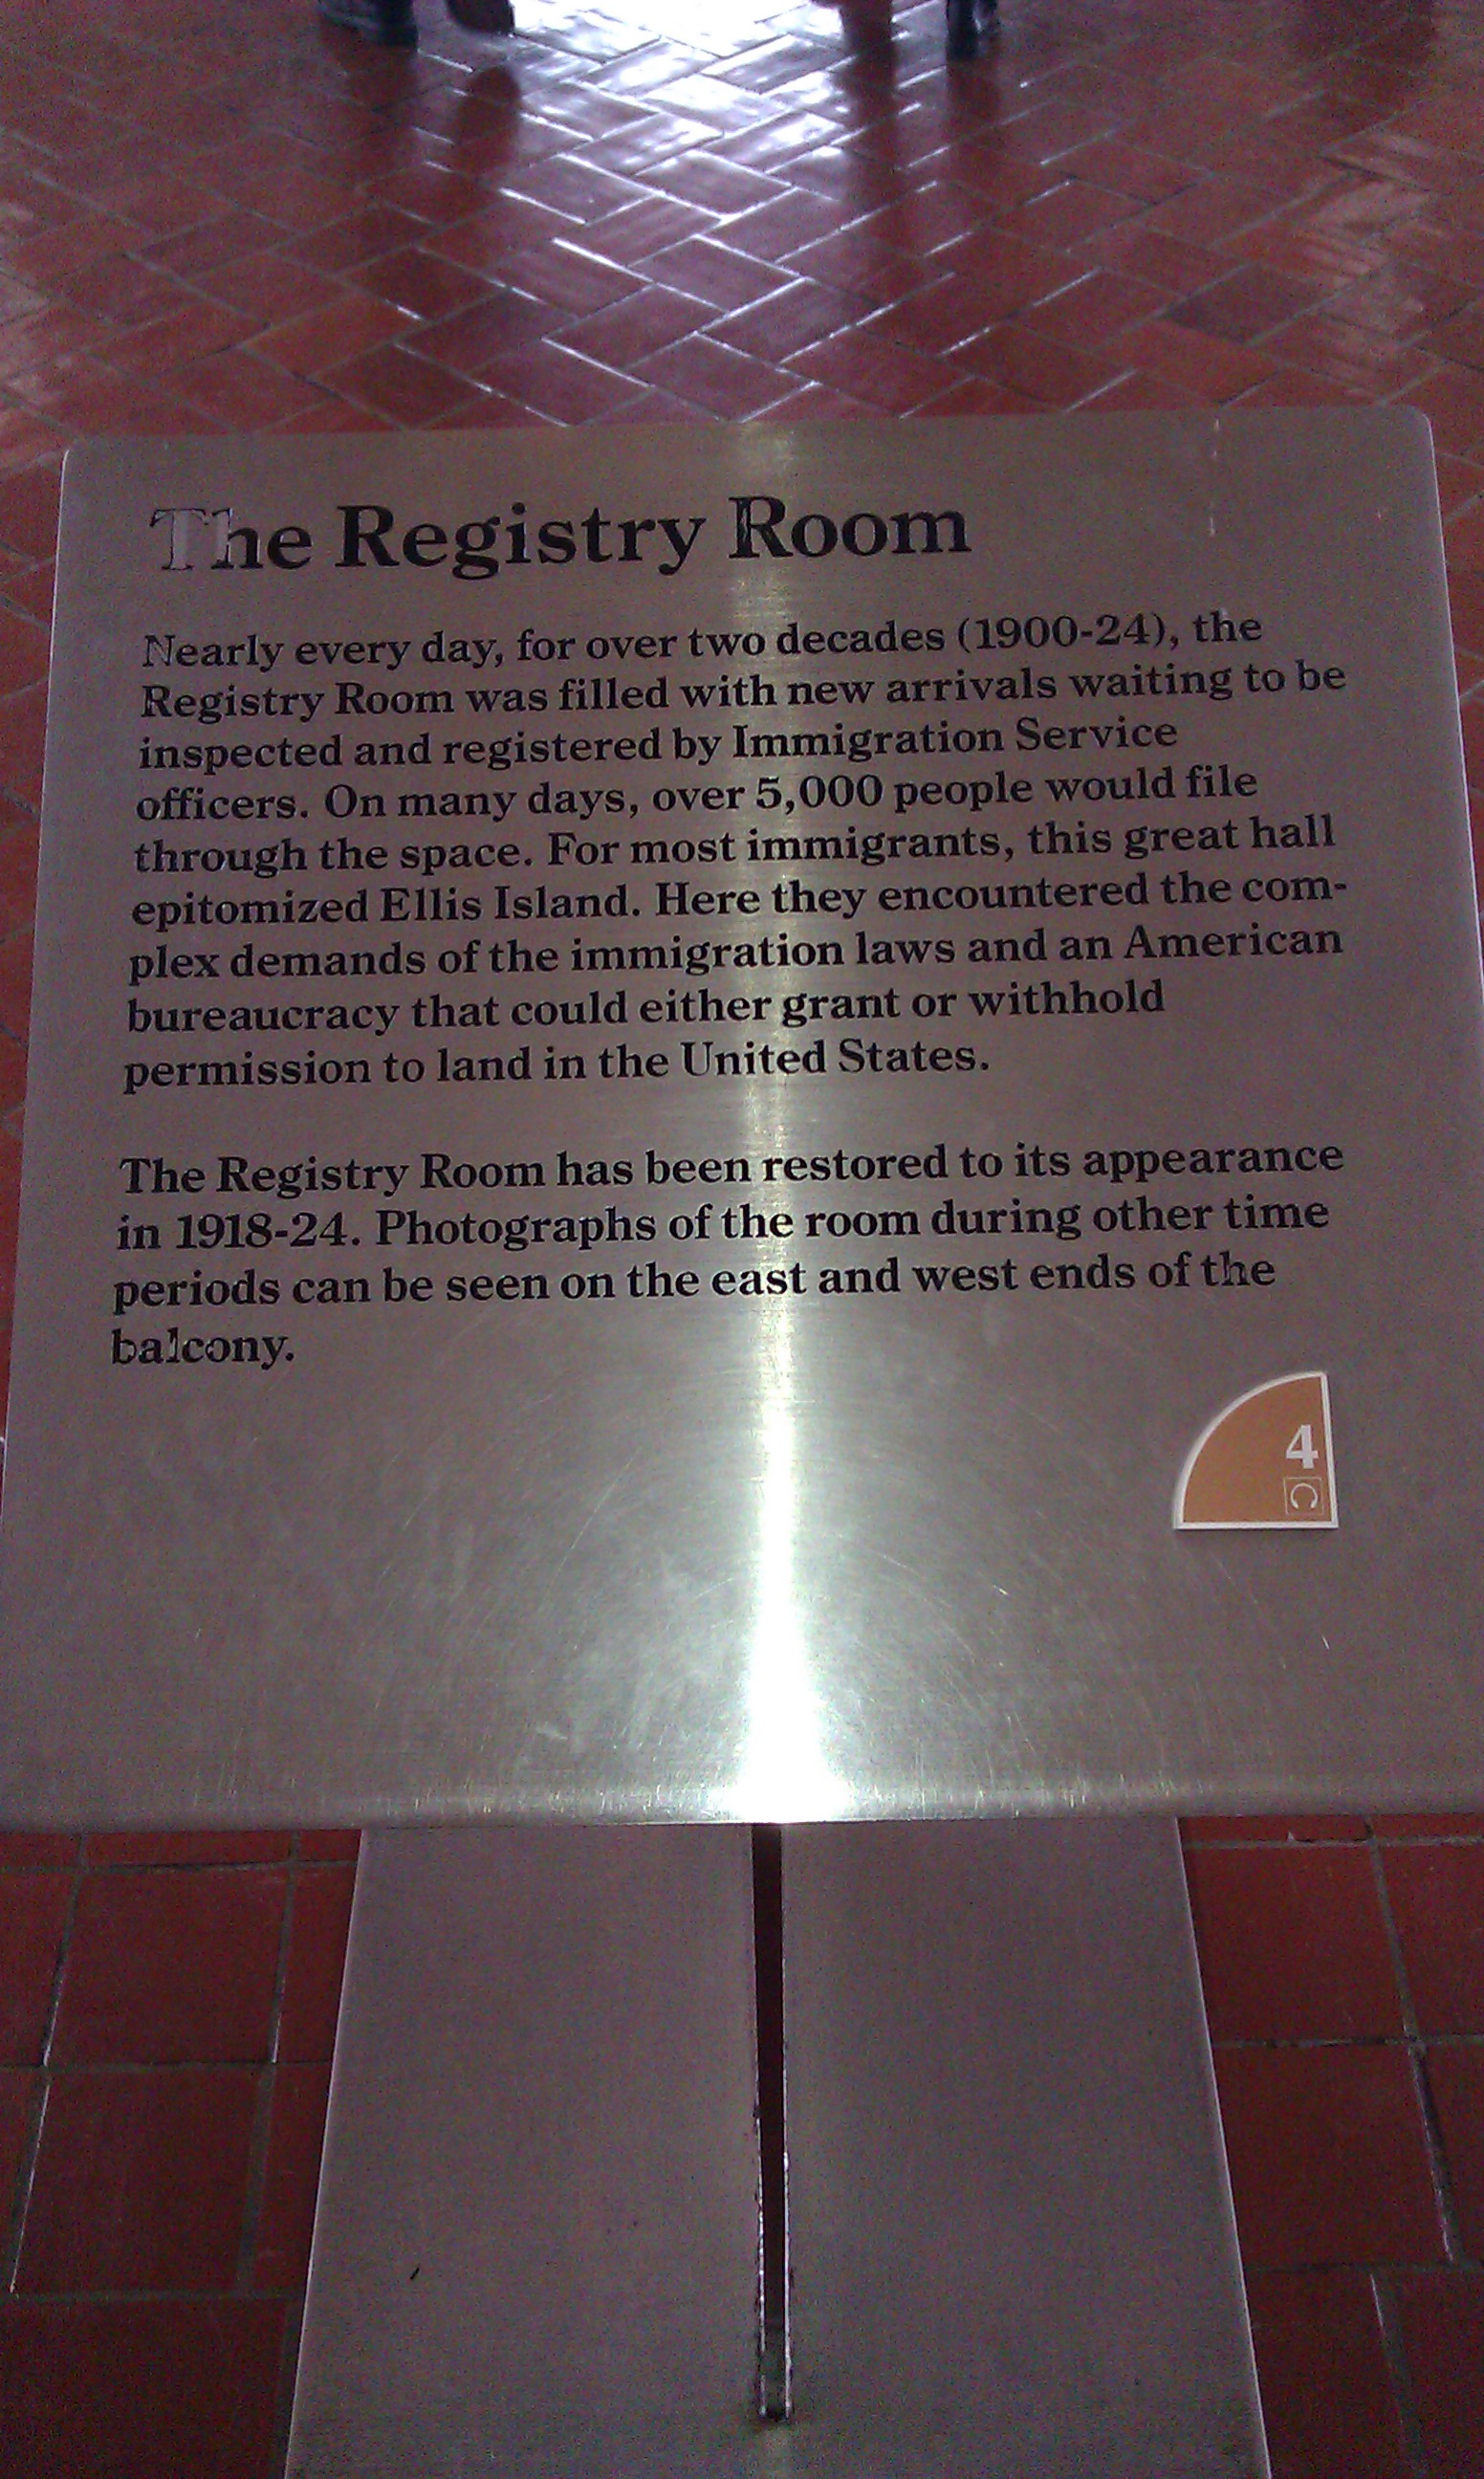 The Registry Room
Nearly every day, for over two decades (1900-24), the
Registry Room was filled with new arrivals waiting to be
inspected and registered by Immigration Service
officers. On many days, over 5,000 people would file
through the space. For most immigrants, this great hall
epitomized Ellis Island. Here they encountered the com-
plex demands of the immigration laws and an American
bureaucracy that could either grant or withhold
permission to land in the United States.
The Registry Room has been restored to its appearance
in 1918-24. Photographs of the room during other time
periods can be seen on the east and west ends of the
balcony.
4
C